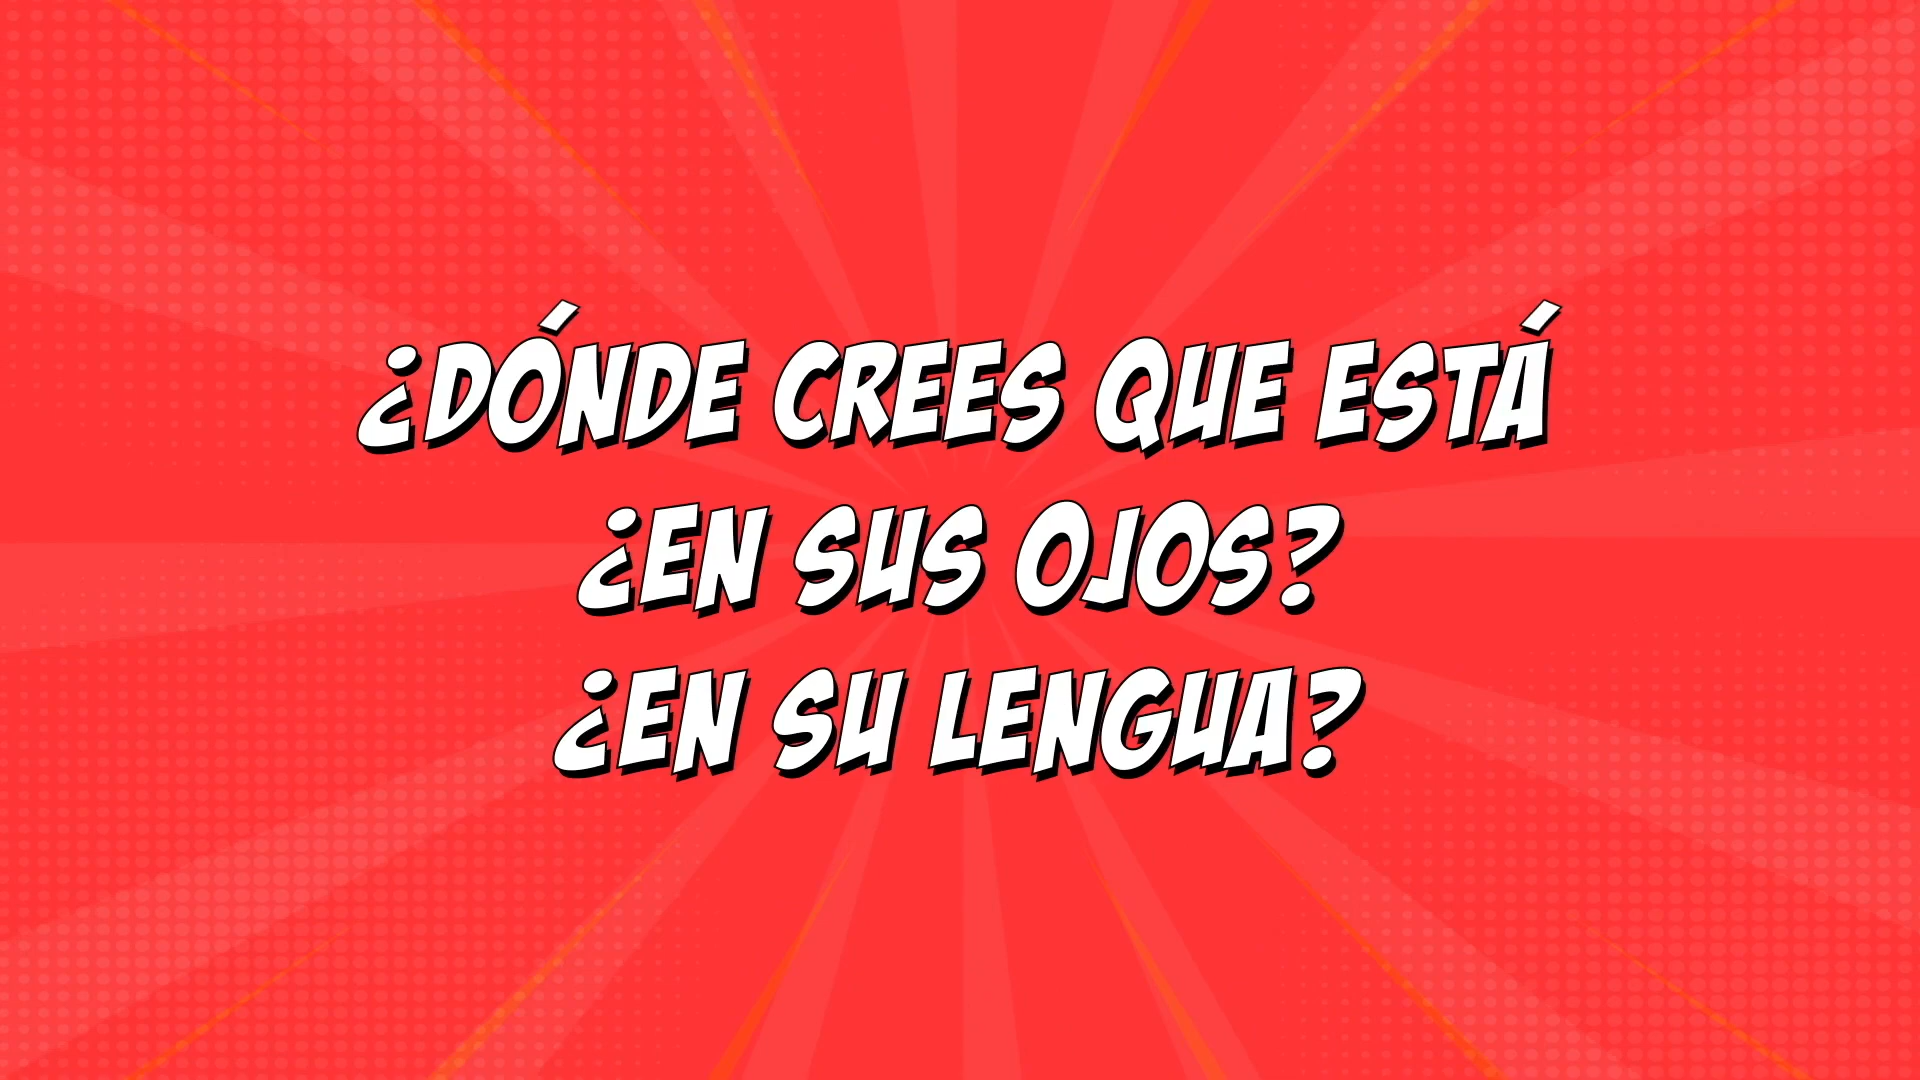 ¿DÓNDE CREES QUE ESTÁ
¿EN SUS OJOS?
¿EN SU LENGUA?